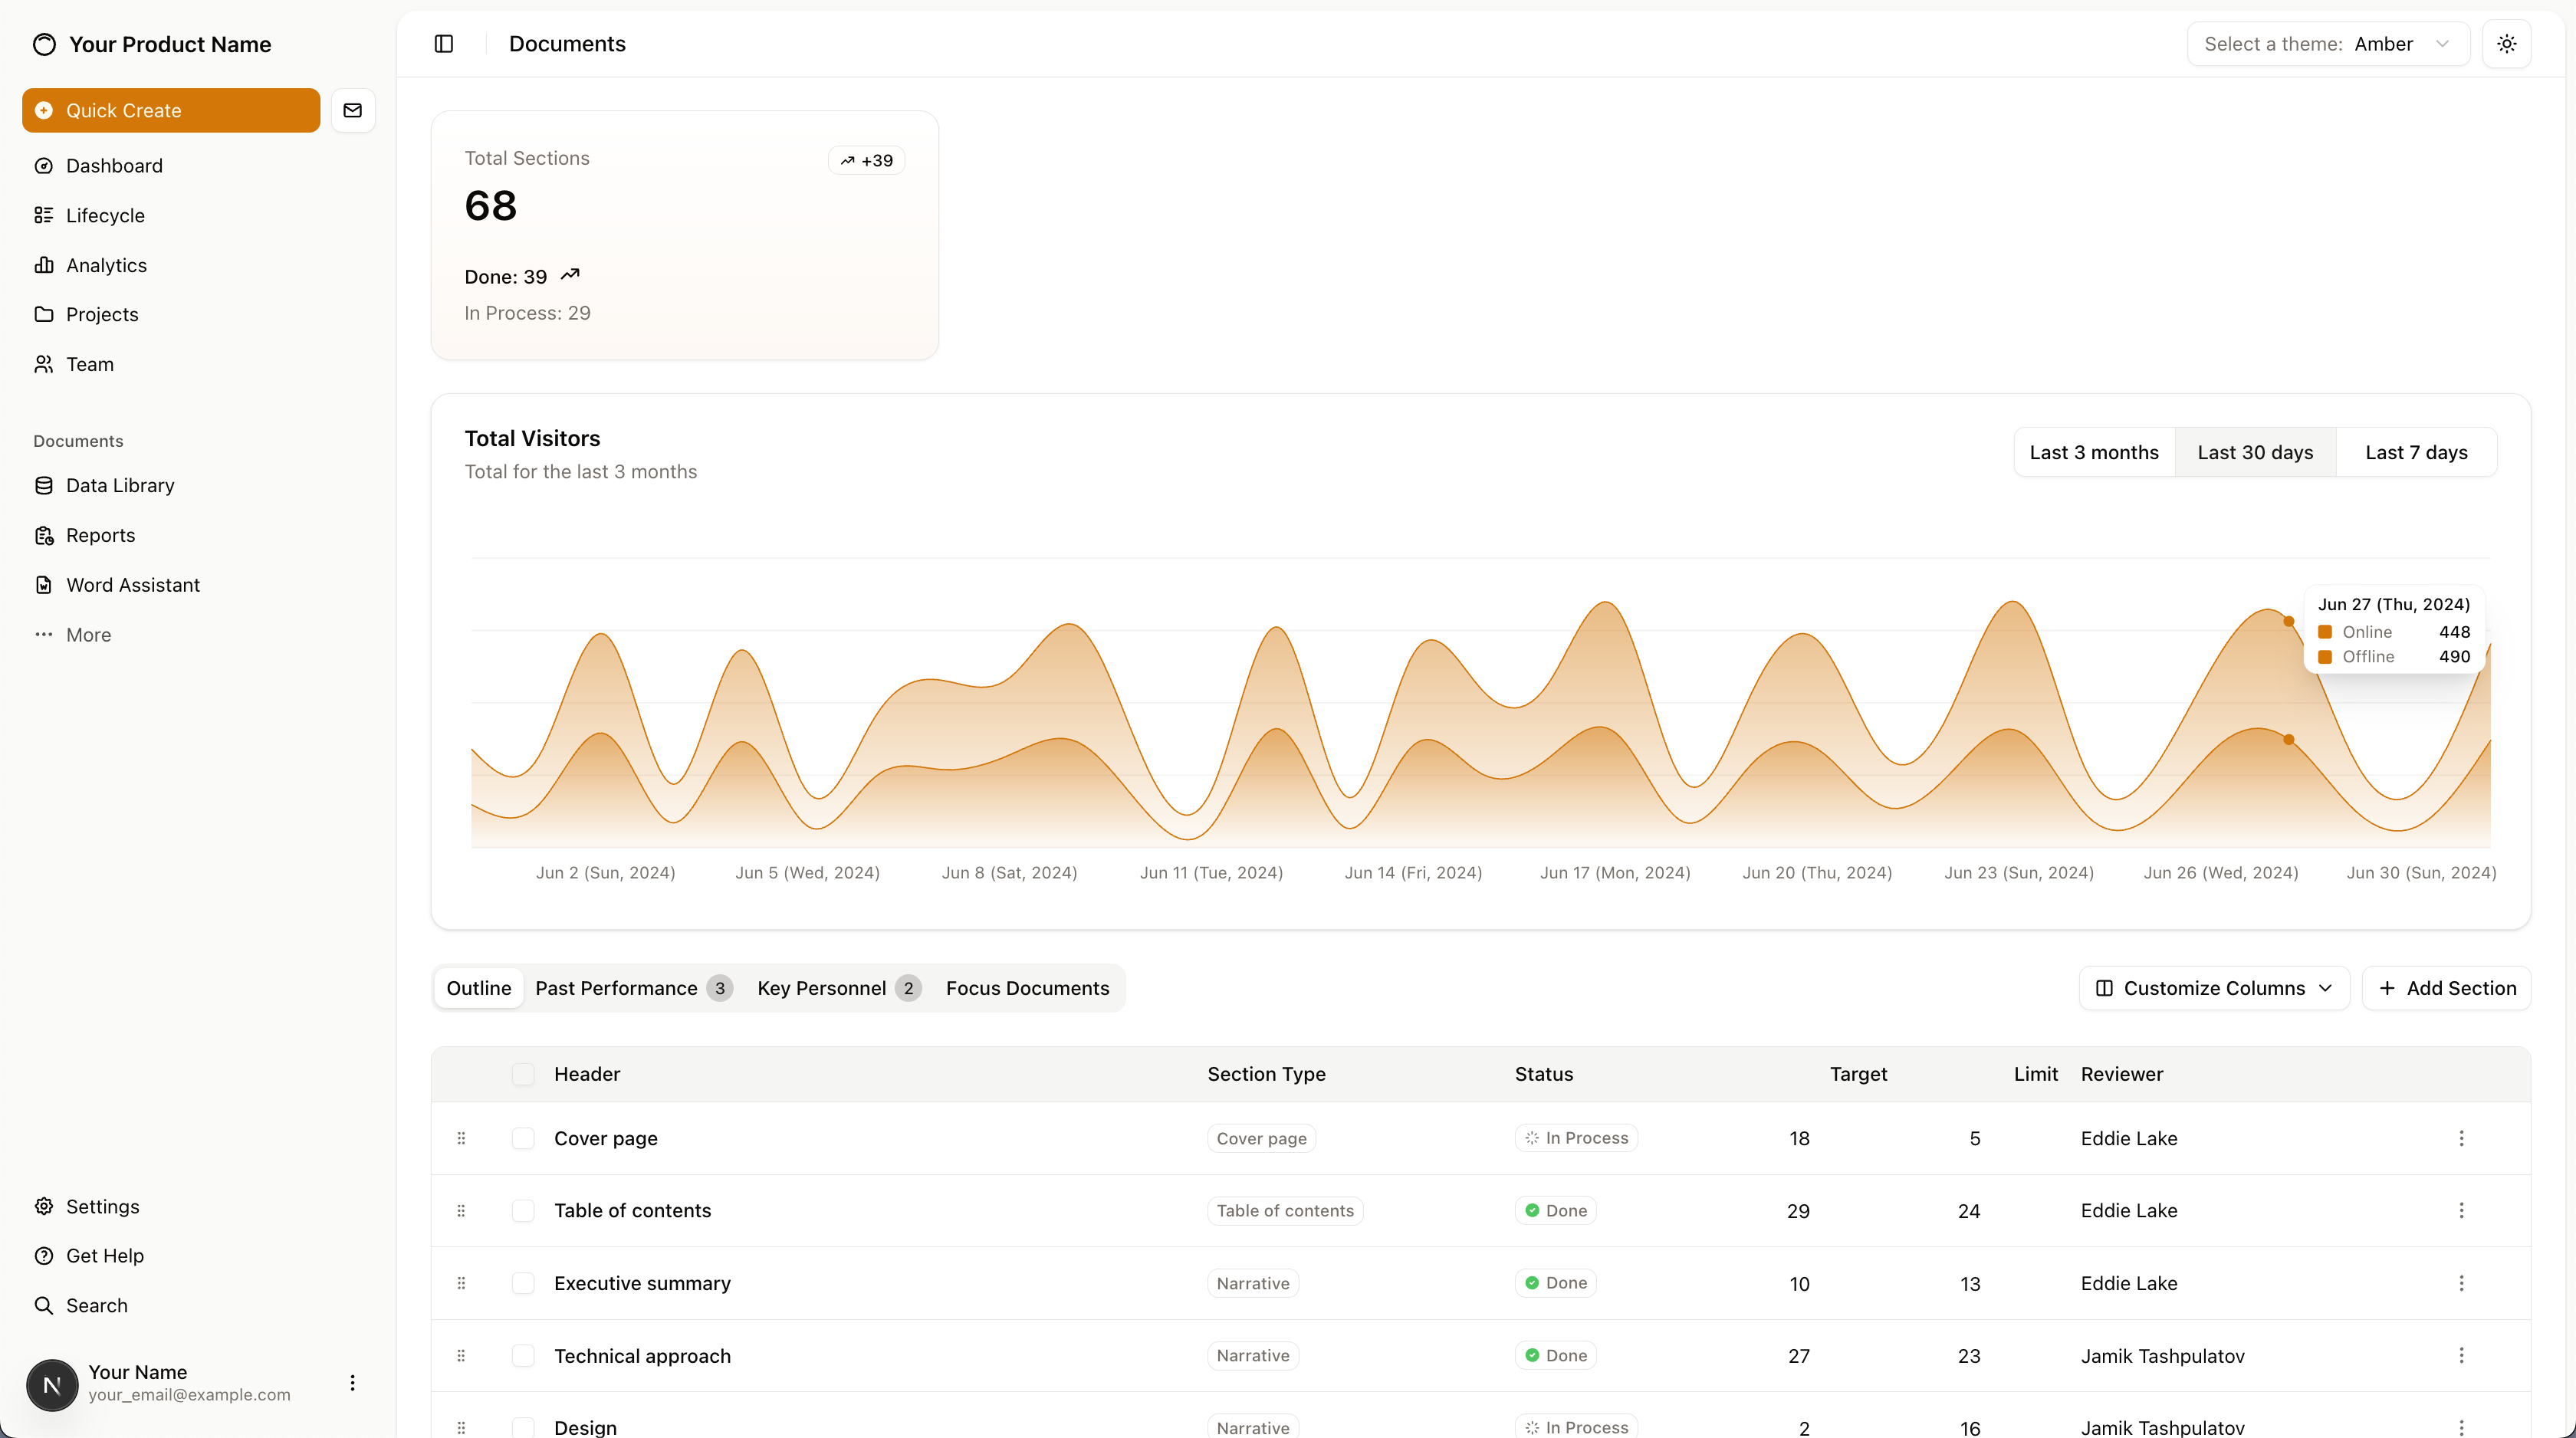 Your Product Name
Quick Create
Dashboard
Lifecycle
Analytics
Projects
Team
Documents
Data Library
Reports
Word Assistant
More
Settings
Get Help
Search
N
Your Name
your_email@example.com
Documents
Select a theme: Amber
Total Sections
+39
68
Done: 39
In Process: 29
Total Visitors
Total for the last 3 months
Last 3 months Last 30 days Last 7 days
Jun 27 (Thu, 2024)
Online 448
Offline 490
Jun 2 (Sun, 2024) Jun 5 (Wed, 2024) Jun 8 (Sat, 2024) Jun 11 (Tue, 2024) Jun 14 (Fri, 2024) Jun 17 (Mon, 2024) Jun 20 (Thu, 2024) Jun 23 (Sun, 2024) Jun 26 (Wed, 2024) Jun 30 (Sun, 2024)
Outline Past Performance 3 Key Personnel 2 Focus Documents Customize Columns Add Section
Header Section Type Status Target Limit Reviewer
Cover page Cover page In Process 18 5 Eddie Lake
Table of contents Table of contents Done 29 24 Eddie Lake
Executive summary Narrative Done 10 13 Eddie Lake
Technical approach Narrative Done 27 23 Jamik Tashpulatov
Design Narrative In Process 2 16 Jamik Tashpulatov